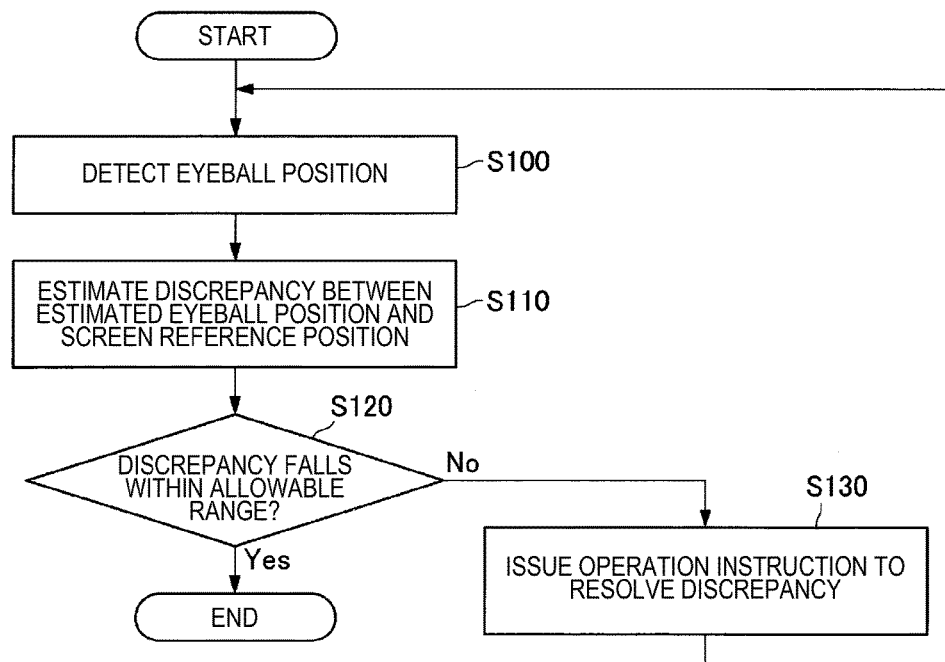 START
DETECT EYEBALL POSITION
S100
ESTIMATE DISCREPANCY BETWEEN
ESTIMATED EYEBALL POSITION AND
SCREEN REFERENCE POSITION
S110
S120
DISCREPANCY FALLS
WITHIN ALLOWABLE
RANGE?
No
Yes
S130
ISSUE OPERATION INSTRUCTION TO
RESOLVE DISCREPANCY
END